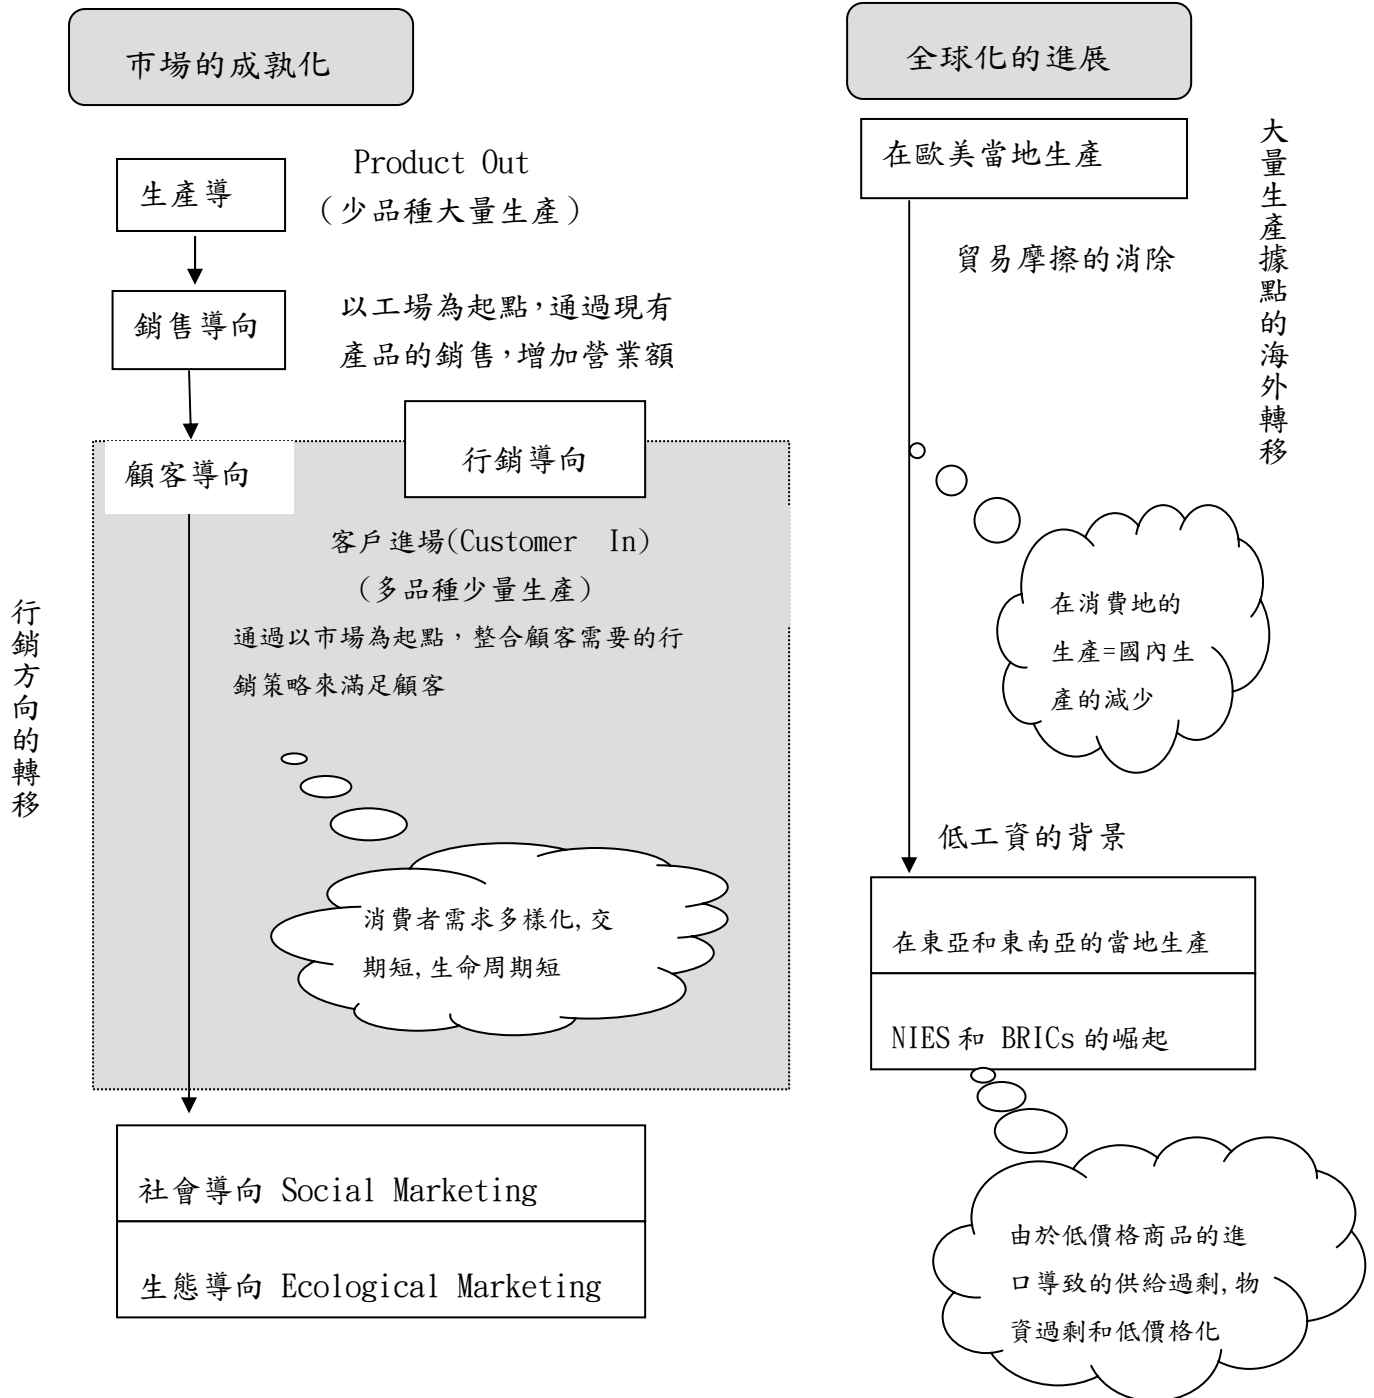 市場的成孰化
生產導
Product Out
（少品種大量生產）
銷售導向
以工場為起點，通過現有
產品的銷售，增加營業額
顧客導向
行銷導向
客戶進場(Customer In)
（多品種少量生產）
通過以市場為起點，整合顧客需要的行
銷策略來滿足顧客
行銷方向的轉移
消費者需求多樣化,交
期短,生命周期短
社會導向 Social Marketing
生態導向 Ecological Marketing
全球化的進展
在歐美當地生產
大量生產據點的海外轉移
貿易摩擦的消除
在消費地的
生產=國內生
產的減少
低工資的背景
在東亞和東南亞的當地生產
NIES和 BRICs的崛起
由於低價格商品的進
口導致的供給過剩,物
資過剩和低價格化